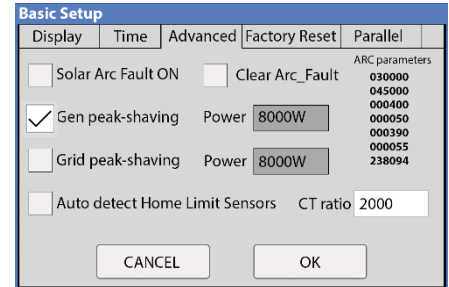 Basic Setup
Display Time Advanced Factory Reset Parallel
Solar Arc Fault ON Clear Arc_Fault
Gen peak-shaving Power 8000W
Grid peak-shaving Power 8000W
Auto detect Home Limit Sensors CT ratio 2000
ARC parameters
030000
045000
000400
000050
000390
000055
238094
CANCEL OK